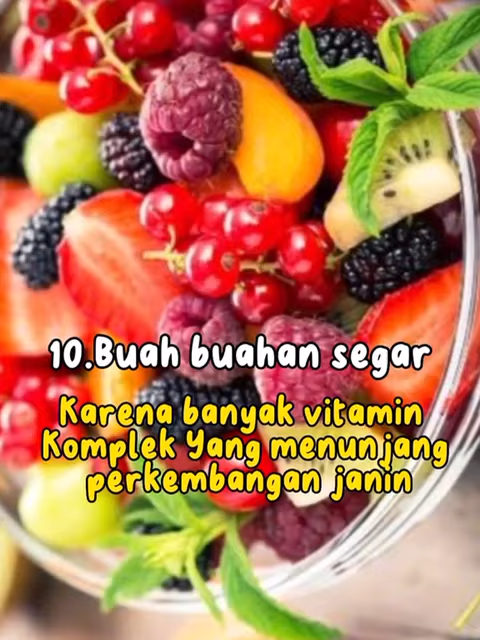 10.Buah buahan segar
Karena banyak vitamin
Komplek Yang menunjang
perkembangan janin